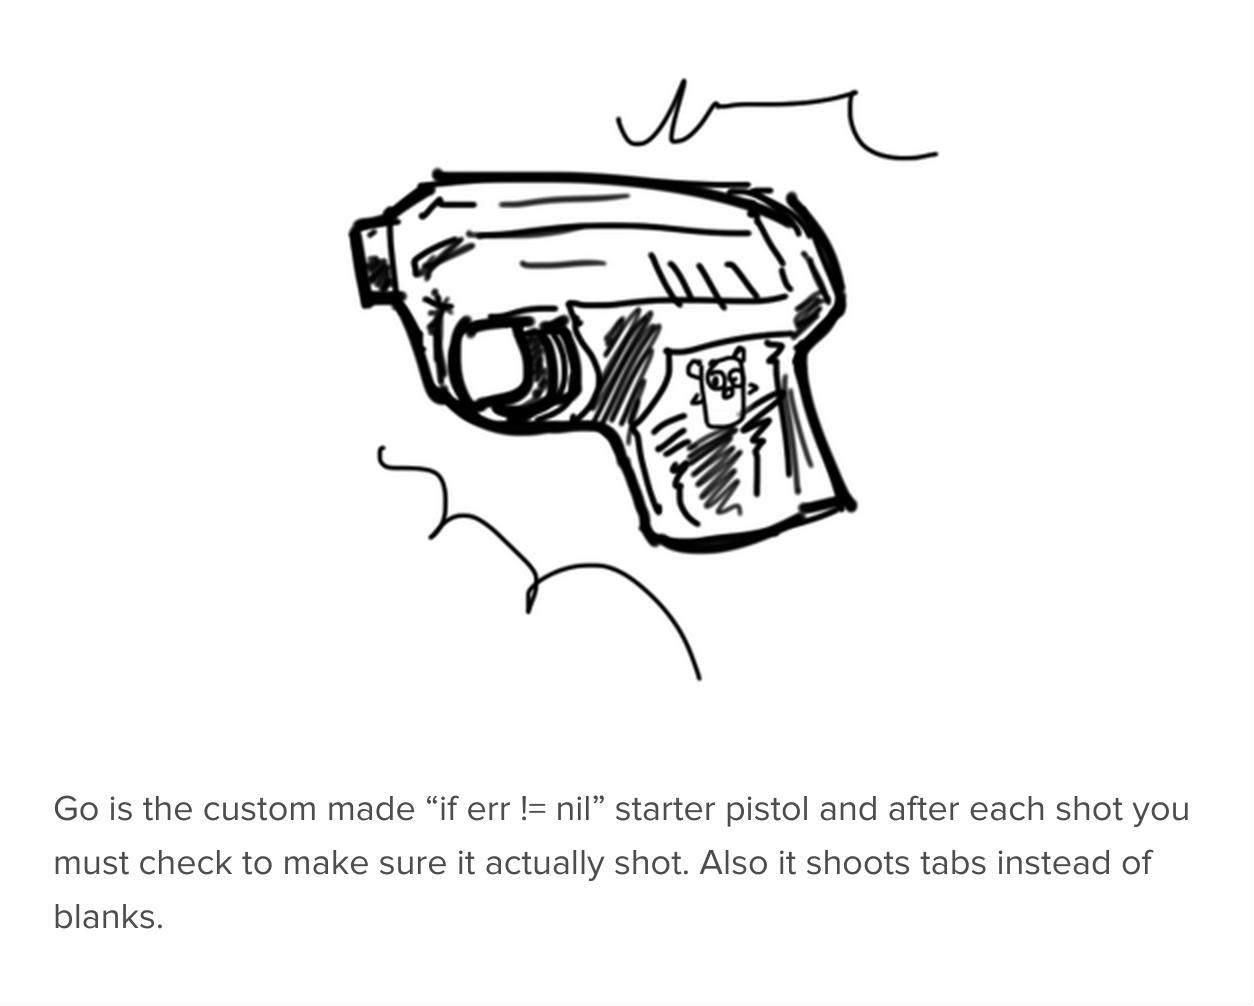 Go is the custom made “if err != nil” starter pistol and after each shot you
must check to make sure it actually shot. Also it shoots tabs instead of
blanks.